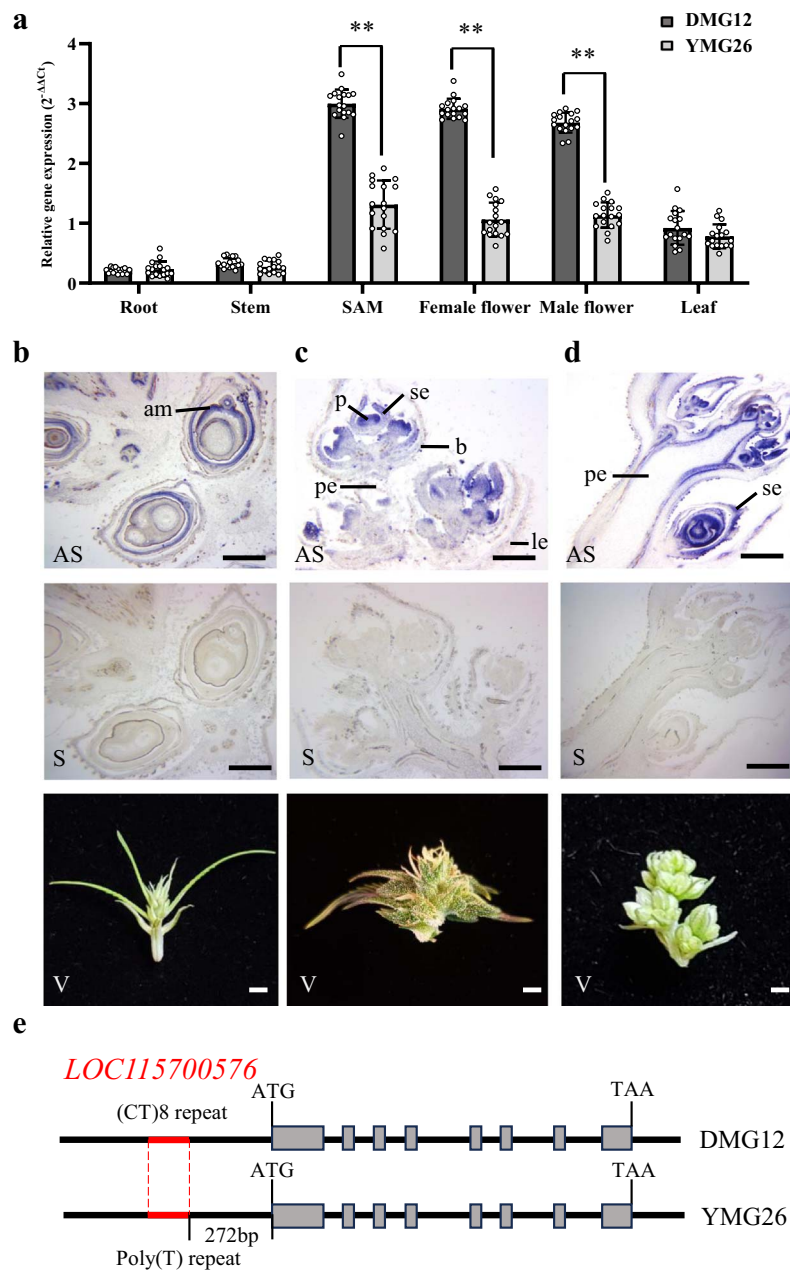 a
DMG12
YMG26
Relative gene expression (2^-ΔΔCt)
4
3
2
1
0
** ** **
Root Stem SAM Female flower Male flower Leaf
b c d
am
AS
p se
b
pe
le
AS
pe
se
AS
S S S
V V V
e
LOC115700576
(CT)8 repeat
ATG TAA
DMG12
ATG TAA
YMG26
272bp
Poly(T) repeat